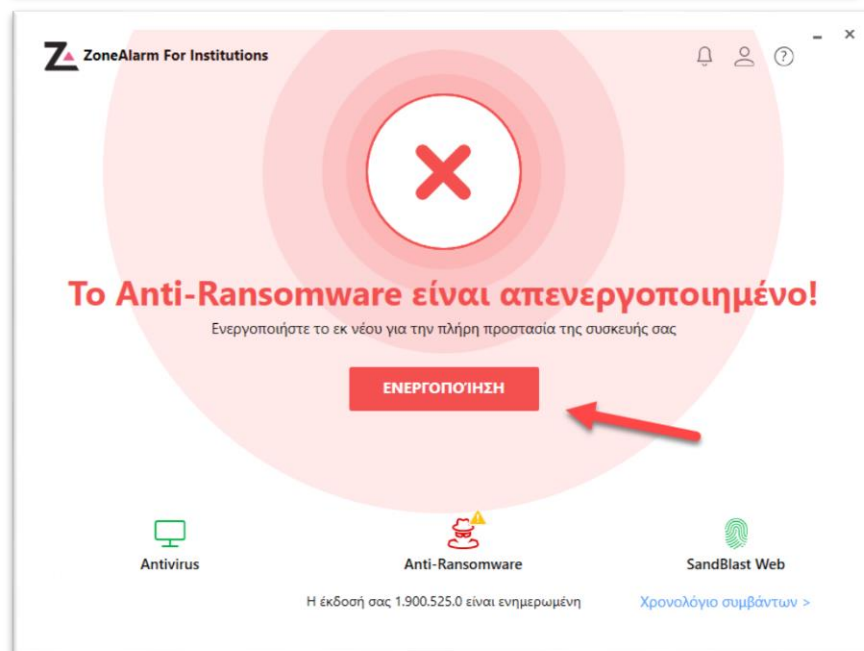 ZoneAlarm For Institutions
Το Anti-Ransomware είναι απενεργοποιημένο!
Ενεργοποιήστε το εκ νέου για την πλήρη προστασία της συσκευής σας
ΕΝΕΡΓΟΠΟΊΗΣΗ
Antivirus
Anti-Ransomware
SandBlast Web
Η έκδοσή σας 1.900.525.0 είναι ενημερωμένη
Χρονολόγιο συμβάντων >